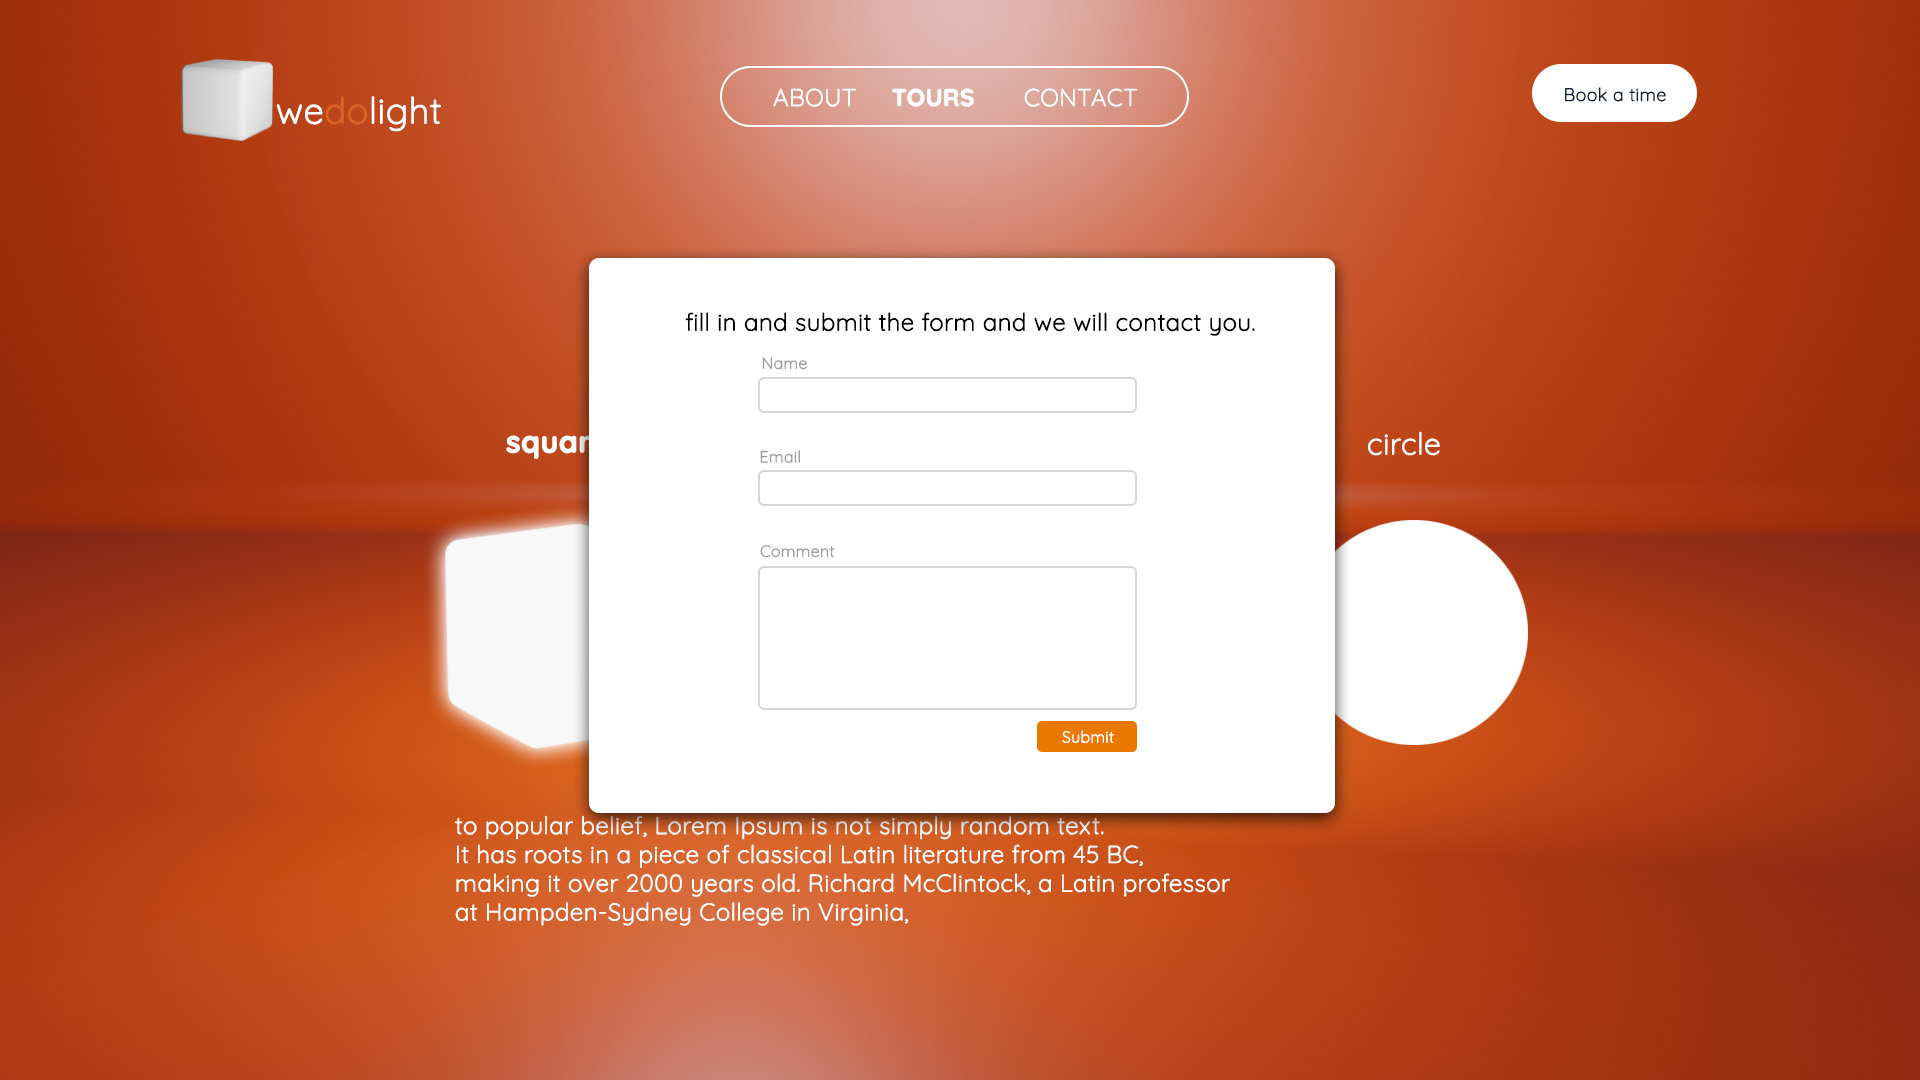 wedolight
ABOUT TOURS CONTACT
Book a time
fill in and submit the form and we will contact you.
Name
Email
Comment
Submit
squar
circle
to popular belief, Lorem Ipsum is not simply random text.
It has roots in a piece of classical Latin literature from 45 BC,
making it over 2000 years old. Richard McClintock, a Latin professor
at Hampden-Sydney College in Virginia,